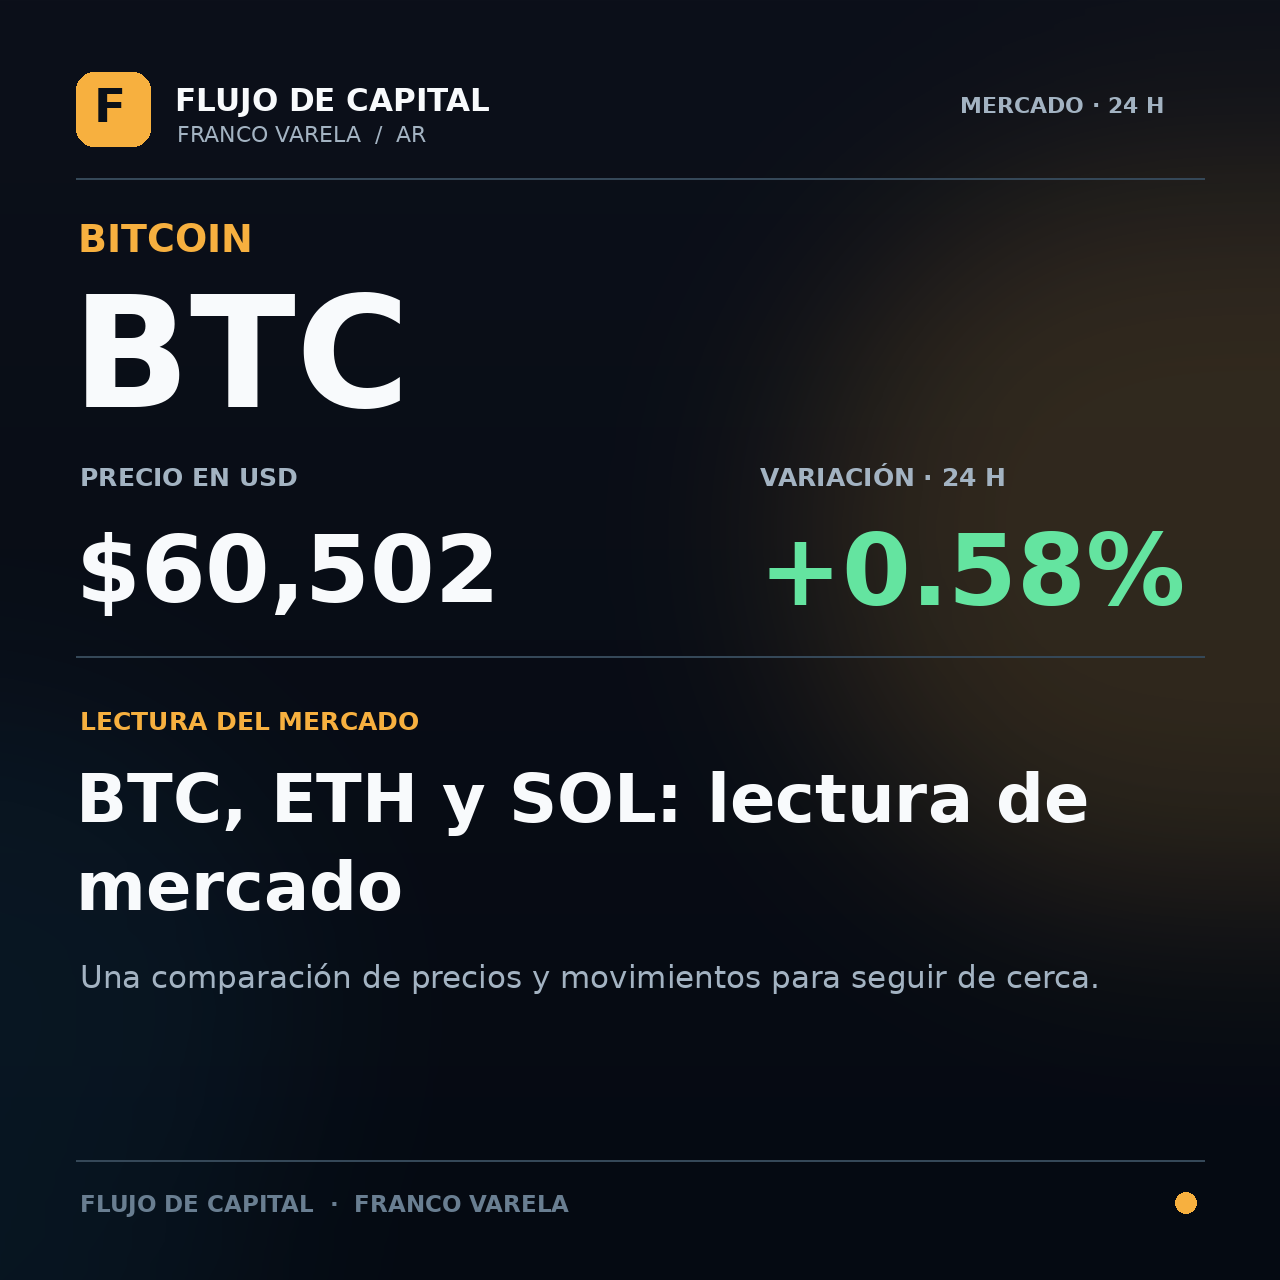 F
FLUJO DE CAPITAL
FRANCO VARELA / AR
MERCADO · 24 H
BITCOIN
BTC
PRECIO EN USD
$60,502
VARIACIÓN · 24 H
+0.58%
LECTURA DEL MERCADO
BTC, ETH y SOL: lectura de
mercado
Una comparación de precios y movimientos para seguir de cerca.
FLUJO DE CAPITAL · FRANCO VARELA